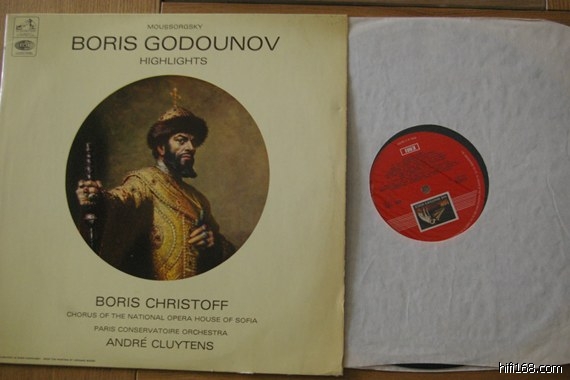 MOUSSORGSKY
BORIS GODOUNOV
HIGHLIGHTS
BORIS CHRISTOFF
CHORUS OF THE NATIONAL OPERA HOUSE OF SOFIA
PARIS CONSERVATOIRE ORCHESTRA
ANDRÉ CLUYTENS
EMI
hifi168.com